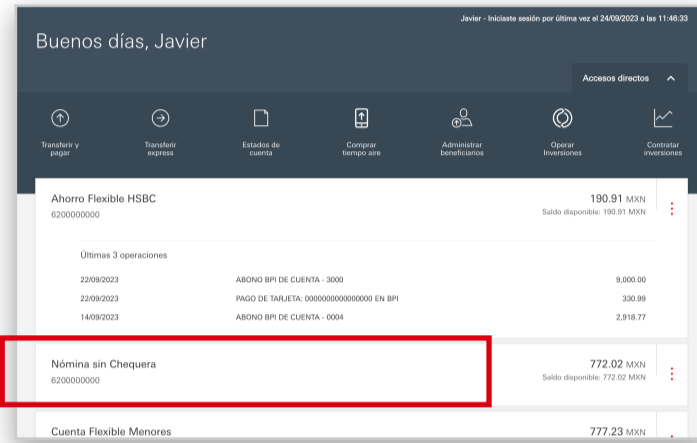 Javier - Iniciaste sesión por última vez el 24/09/2023 a las 11:46:33
Buenos días, Javier
Accesos directos
Transferir y pagar
Transferir express
Estados de cuenta
Comprar tiempo aire
Administrar beneficiarios
Operar Inversiones
Contratar inversiones
Ahorro Flexible HSBC
190.91 MXN
6200000000
Saldo disponible: 190.91 MXN
Últimas 3 operaciones
22/09/2023 ABONO BPI DE CUENTA - 3000 9,000.00
22/09/2023 PAGO DE TARJETA: 0000000000000000 EN BPI 330.99
14/09/2023 ABONO BPI DE CUENTA - 0004 2,918.77
Nómina sin Chequera
772.02 MXN
6200000000
Saldo disponible: 772.02 MXN
Cuenta Flexible Menores
777.23 MXN